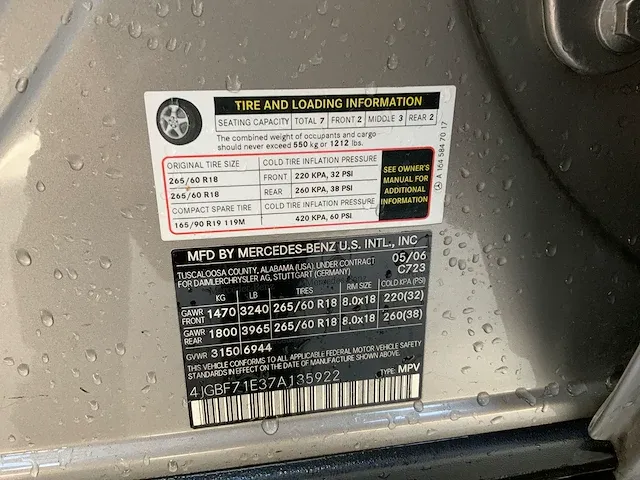 TIRE AND LOADING INFORMATION
SEATING CAPACITY TOTAL 7 FRONT 2 MIDDLE 3 REAR 2
The combined weight of occupants and cargo
should never exceed 550 kg or 1212 lbs.
ORIGINAL TIRE SIZE COLD TIRE INFLATION PRESSURE
265/60 R18 FRONT 220 KPA, 32 PSI
265/60 R18 REAR 260 KPA, 38 PSI
COMPACT SPARE TIRE COLD TIRE INFLATION PRESSURE
165/90 R19 119M 420 KPA, 60 PSI
SEE OWNER'S
MANUAL FOR
ADDITIONAL
INFORMATION
A 164 584 70 17
MFD BY MERCEDES-BENZ U.S. INTL., INC
TUSCALOOSA COUNTY, ALABAMA (USA) UNDER CONTRACT 05/06
FOR DAIMLERCHRYSLER AG, STUTTGART (GERMANY) C723
KG LB TIRES RIM SIZE COLD KPA (PSI)
GAWR FRONT 1470 3240 265/60 R18 8.0x18 220(32)
GAWR REAR 1800 3965 265/60 R18 8.0x18 260(38)
GVWR 3150 6944
THIS VEHICLE CONFORMS TO ALL APPLICABLE FEDERAL MOTOR VEHICLE SAFETY
STANDARDS IN EFFECT ON THE DATE OF MANUFACTURE SHOWN ABOVE.
4JGBF71E37A135922 TYPE: MPV